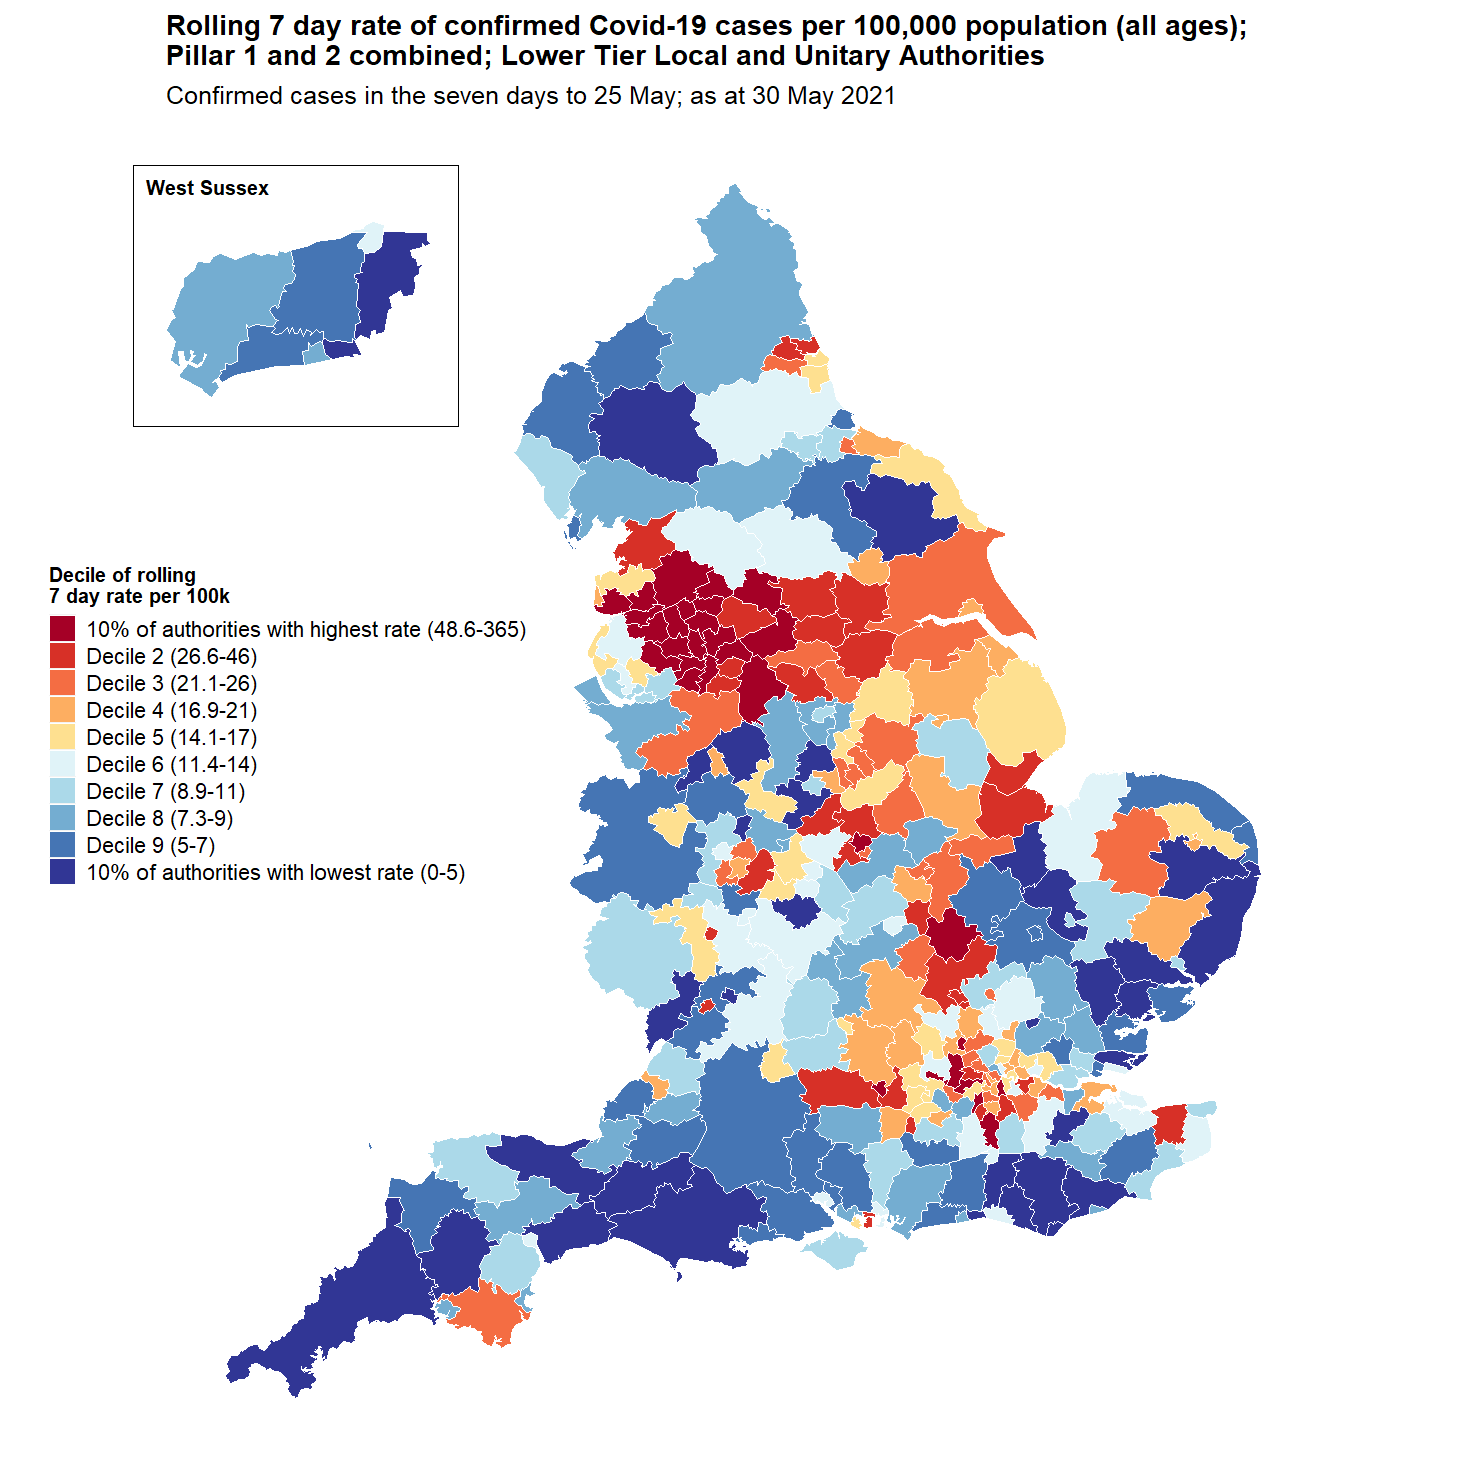 Rolling 7 day rate of confirmed Covid-19 cases per 100,000 population (all ages);
Pillar 1 and 2 combined; Lower Tier Local and Unitary Authorities
Confirmed cases in the seven days to 25 May; as at 30 May 2021
West Sussex
Decile of rolling
7 day rate per 100k
10% of authorities with highest rate (48.6-365)
Decile 2 (26.6-46)
Decile 3 (21.1-26)
Decile 4 (16.9-21)
Decile 5 (14.1-17)
Decile 6 (11.4-14)
Decile 7 (8.9-11)
Decile 8 (7.3-9)
Decile 9 (5-7)
10% of authorities with lowest rate (0-5)